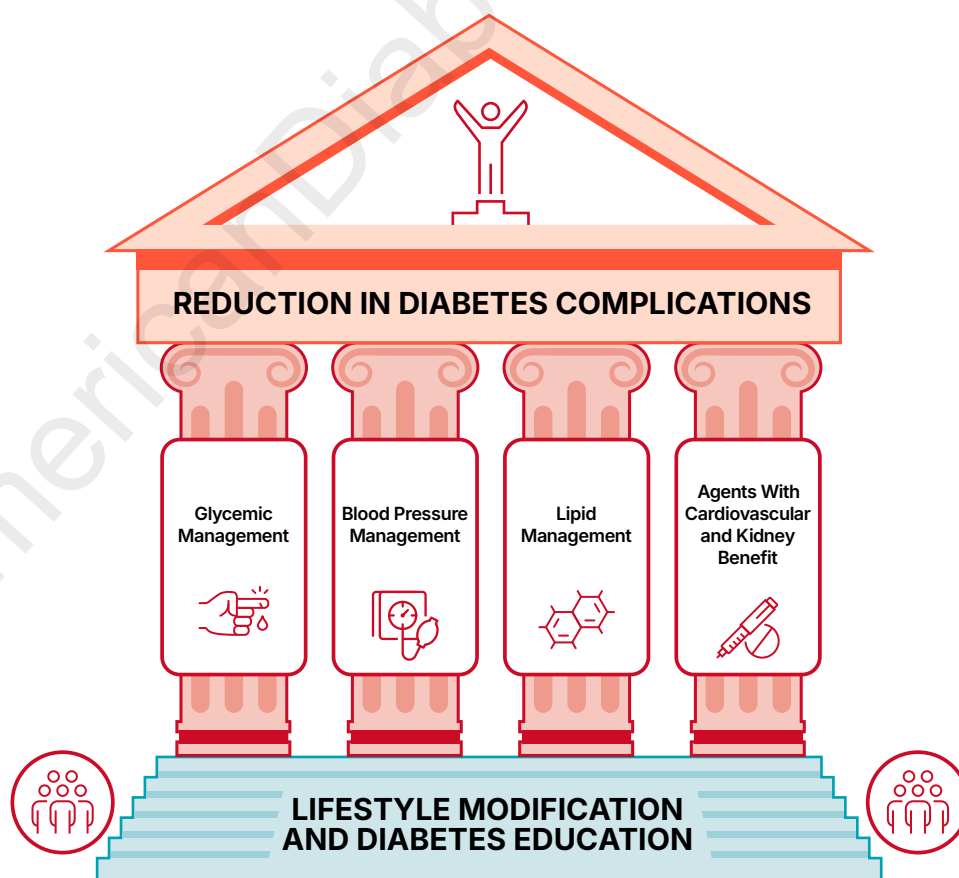 REDUCTION IN DIABETES COMPLICATIONS
Glycemic
Management
Blood Pressure
Management
Lipid
Management
Agents With
Cardiovascular
and Kidney
Benefit
LIFESTYLE MODIFICATION
AND DIABETES EDUCATION